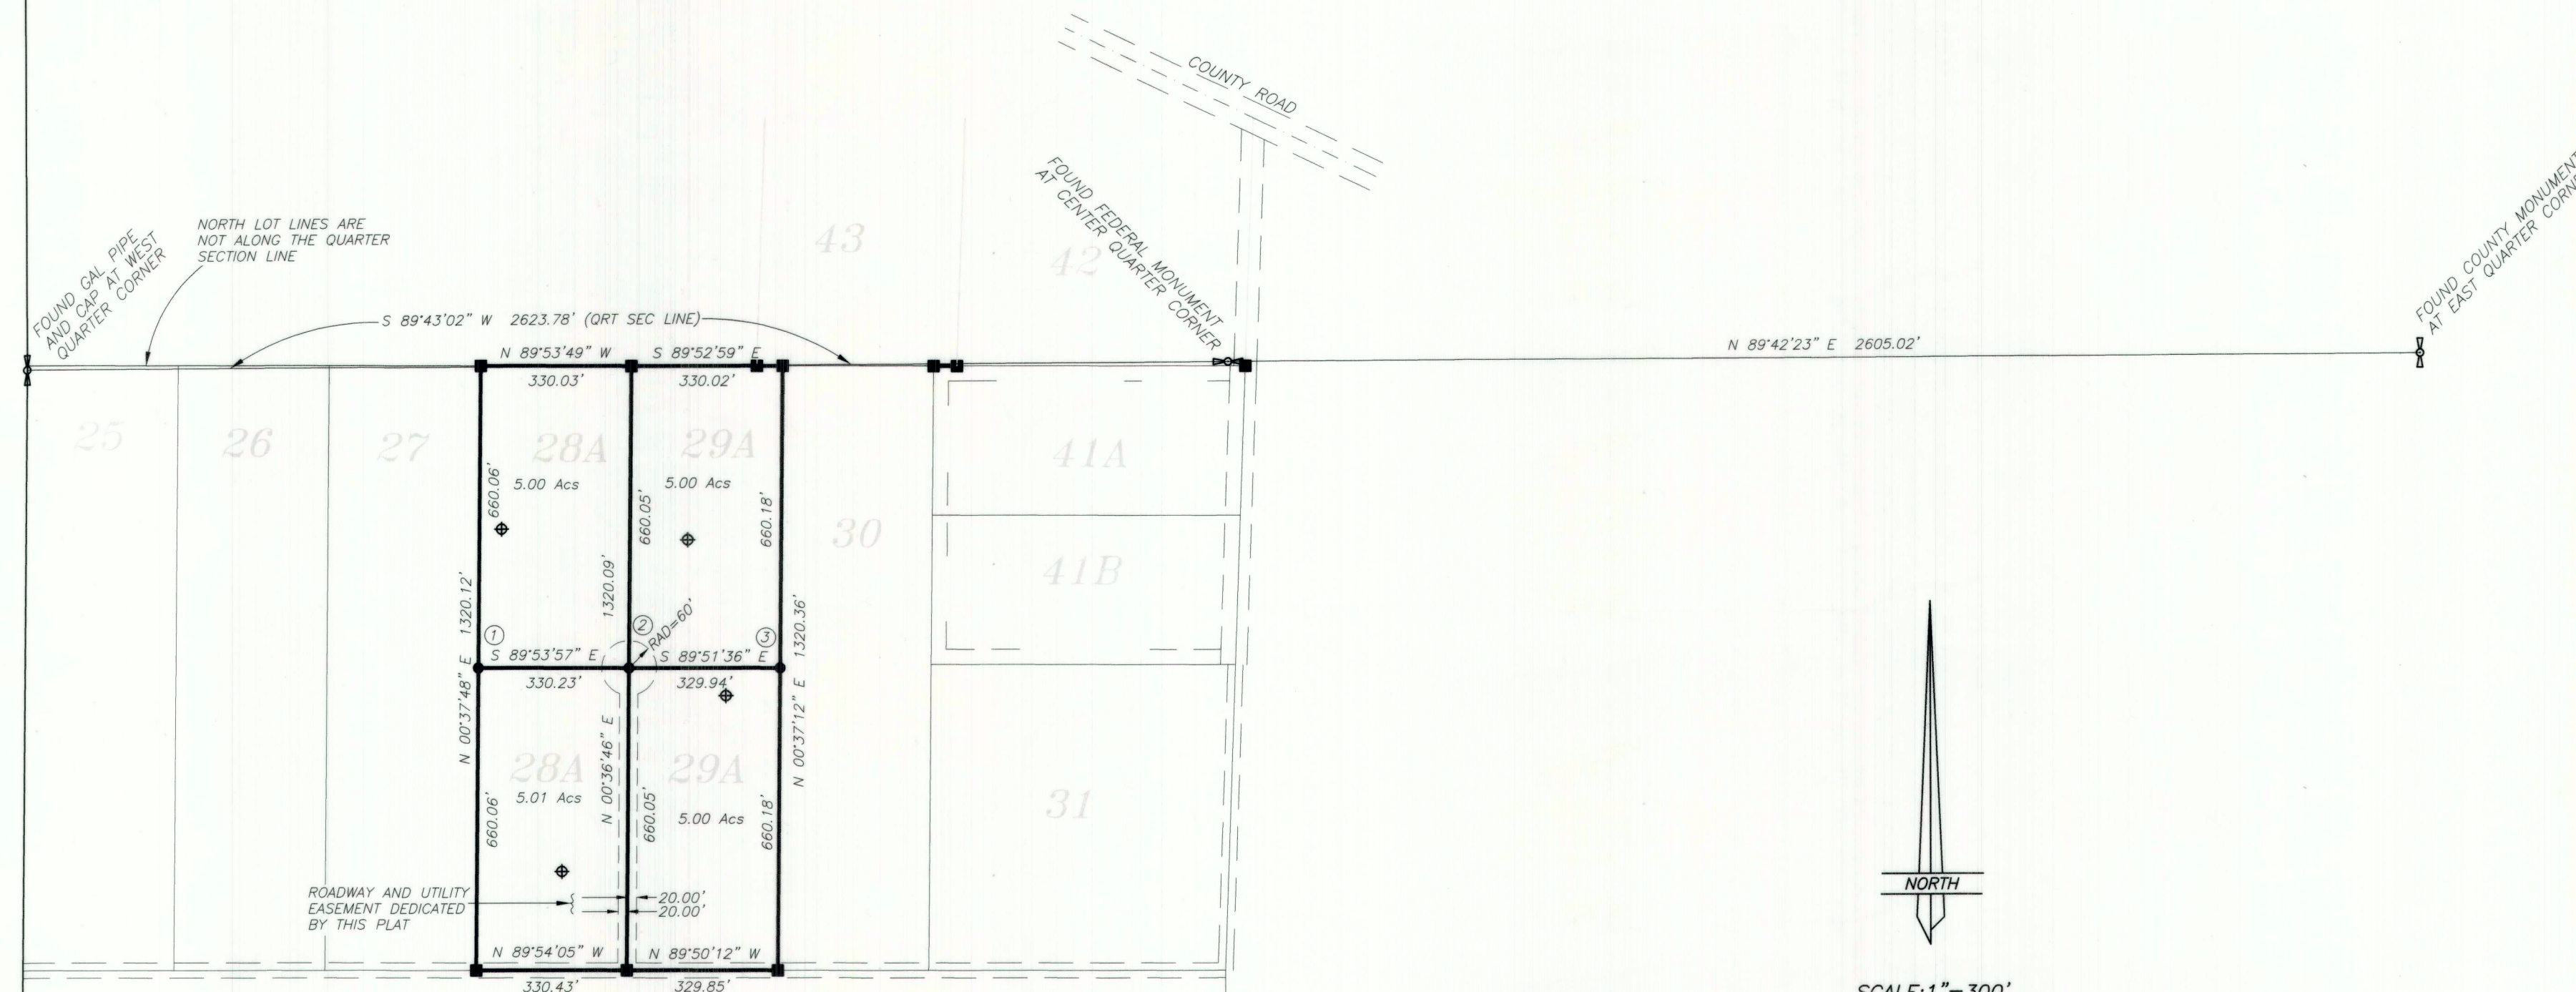 COUNTY ROAD
FOUND FEDERAL MONUMENT
AT CENTER QUARTER CORNER
FOUND COUNTY MONUMENT
AT EAST QUARTER CORNE
FOUND GAL PIPE
AND CAP AT WEST
QUARTER CORNER
NORTH LOT LINES ARE
NOT ALONG THE QUARTER
SECTION LINE
43
42
S 89°43'02" W 2623.78' (QRT SEC LINE)
N 89°42'23" E 2605.02'
N 89°53'49" W
S 89°52'59" E
330.03'
330.02'
25
26
27
28A
29A
30
41A
5.00 Acs
5.00 Acs
660.06'
660.05'
660.18'
41B
1320.12'
1320.09'
1320.36'
RAD=60'
1
2
3
S 89°53'57" E
S 89°51'36" E
330.23'
329.94'
N 00°37'48" E
N 00°36'46" E
N 00°37'12" E
28A
29A
31
5.01 Acs
5.00 Acs
660.06'
660.05'
660.18'
ROADWAY AND UTILITY
EASEMENT DEDICATED
BY THIS PLAT
20.00'
20.00'
N 89°54'05" W
N 89°50'12" W
330.43'
329.85'
NORTH
SCALE:1"=300'